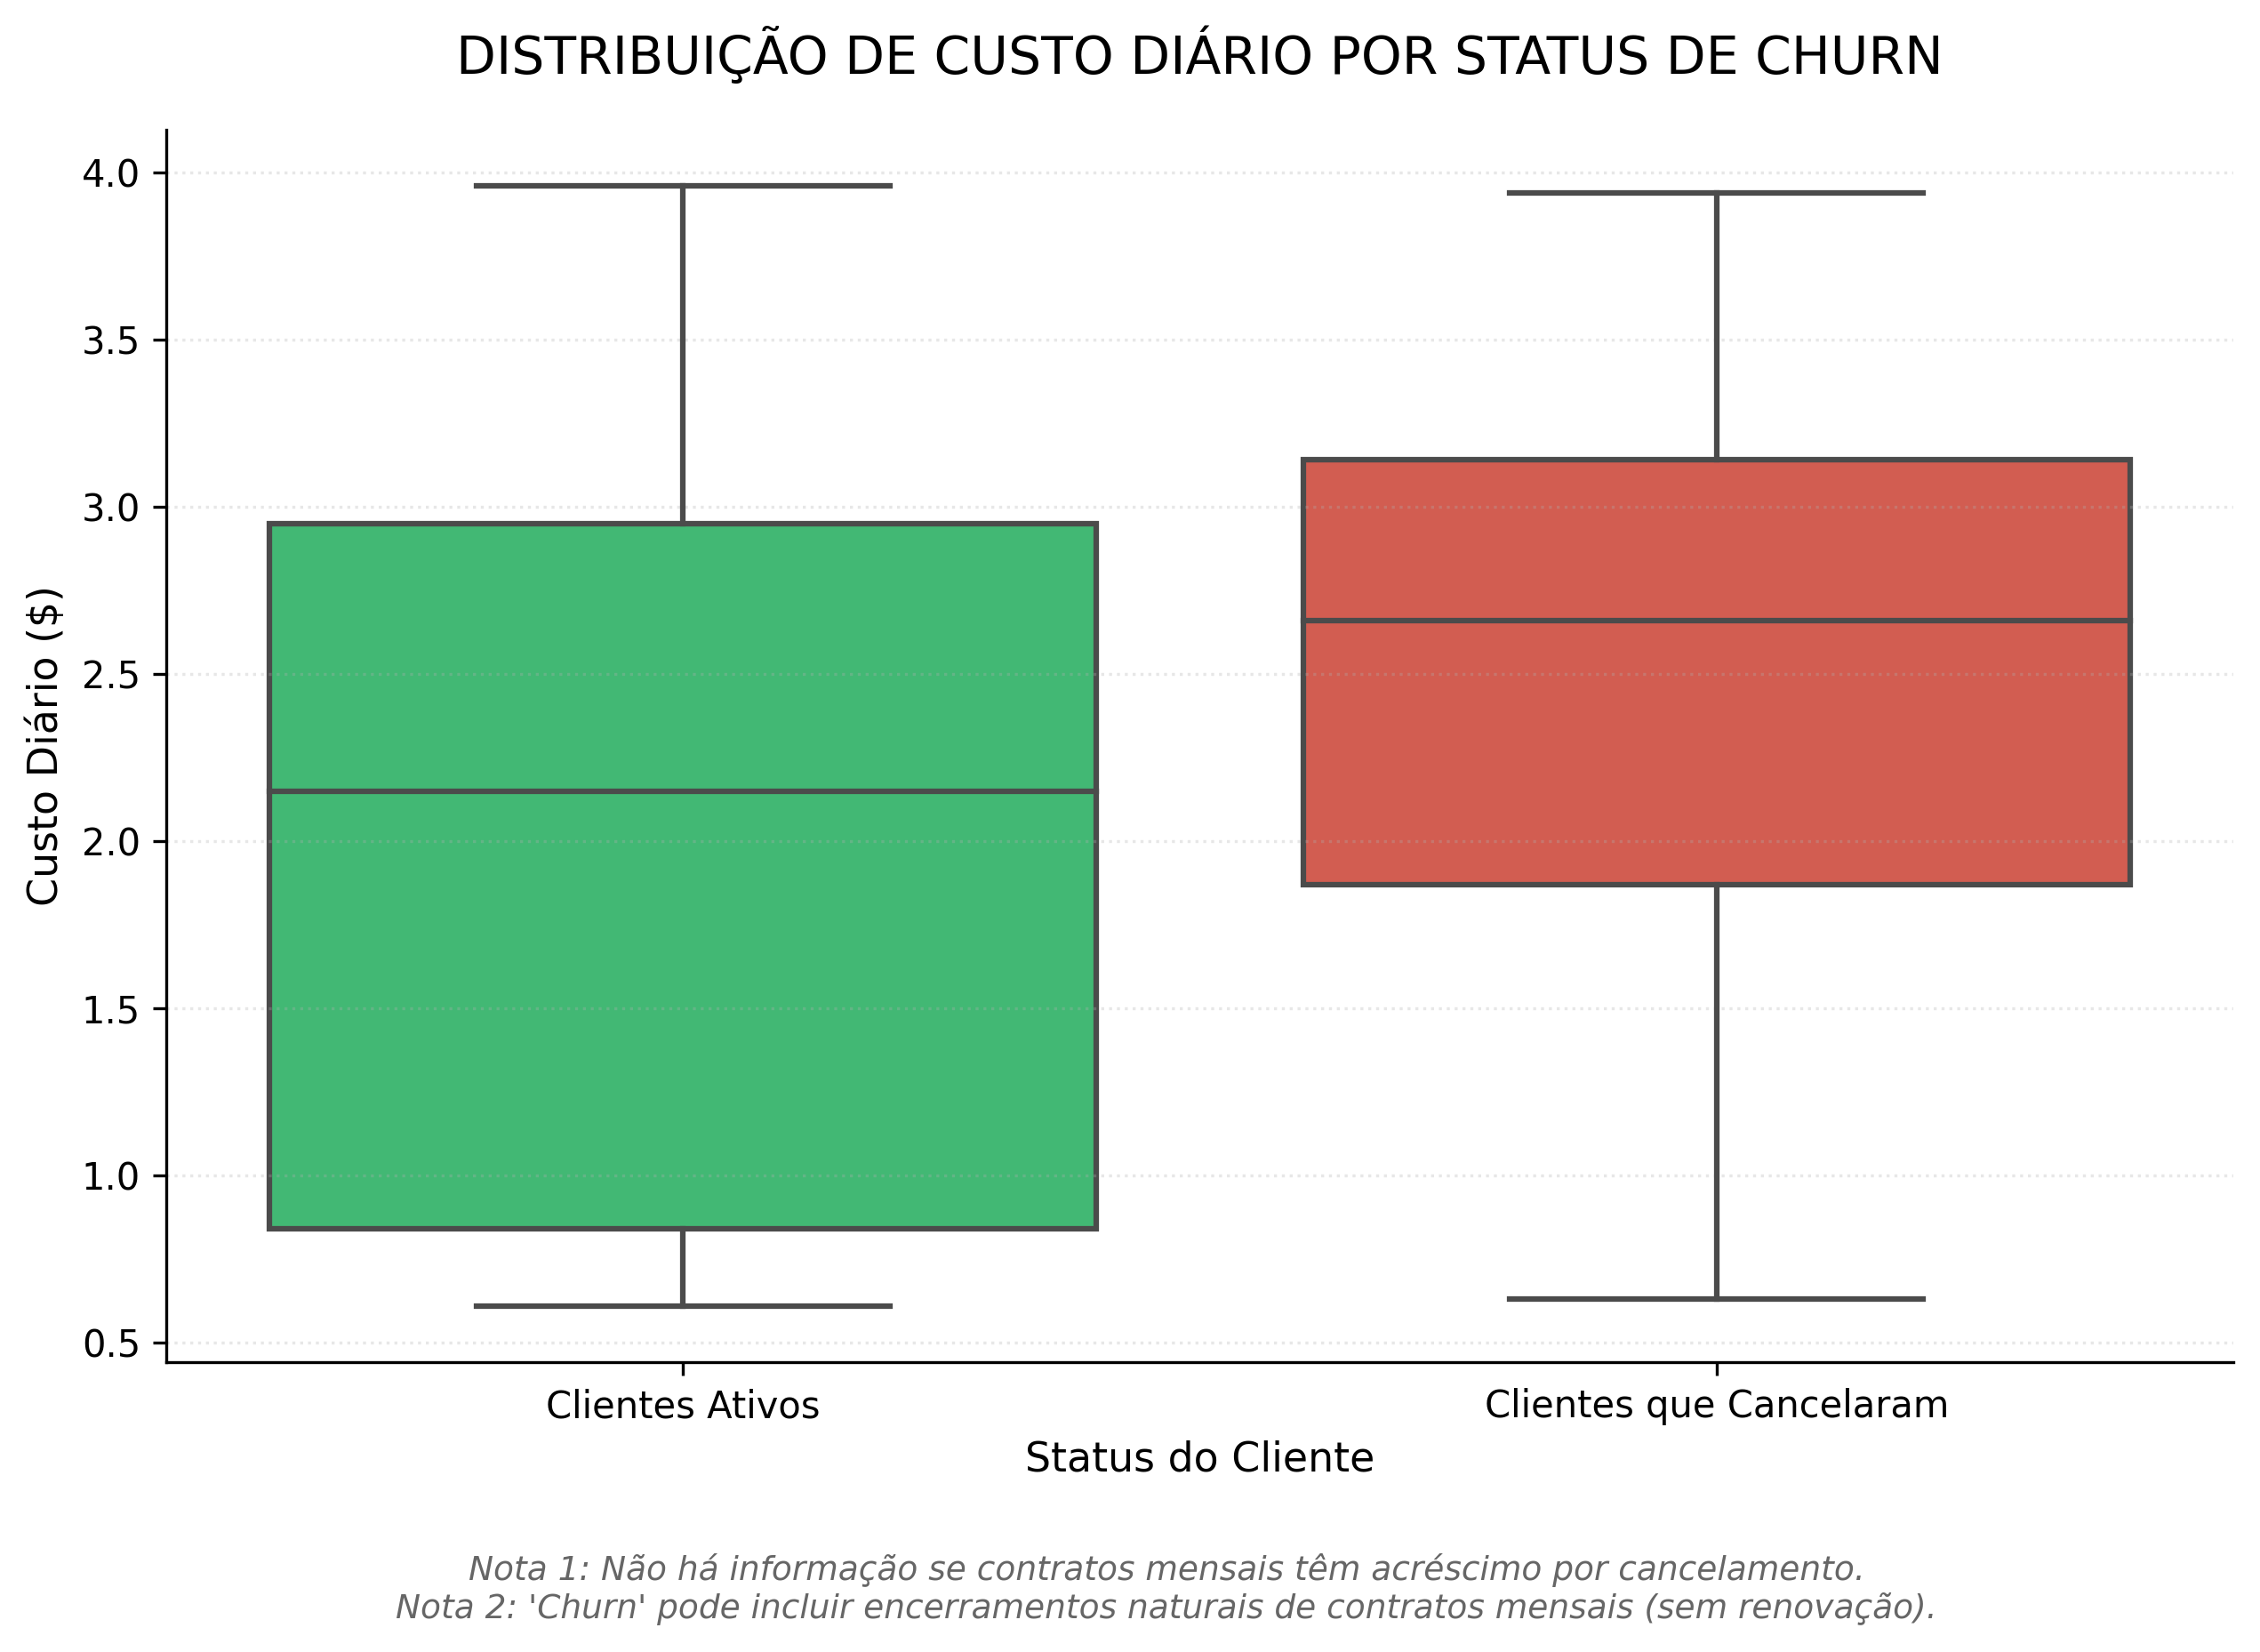 DISTRIBUIÇÃO DE CUSTO DIÁRIO POR STATUS DE CHURN
4.0
3.5
3.0
2.5
2.0
1.5
1.0
0.5
Custo Diário ($)
Clientes Ativos
Clientes que Cancelaram
Status do Cliente
Nota 1: Não há informação se contratos mensais têm acréscimo por cancelamento.
Nota 2: 'Churn' pode incluir encerramentos naturais de contratos mensais (sem renovação).